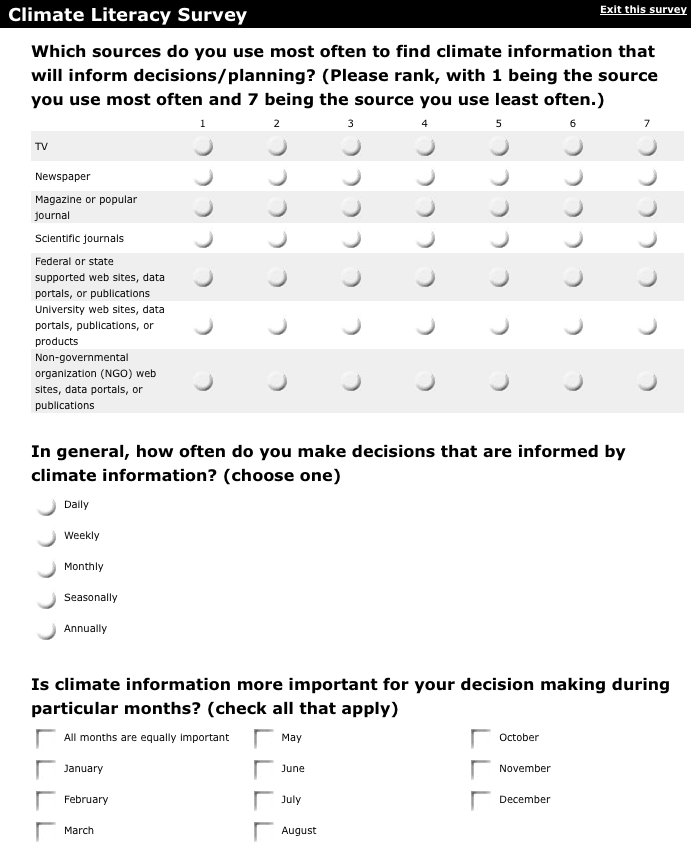 Climate Literacy Survey
Exit this survey
Which sources do you use most often to find climate information that
will inform decisions/planning? (Please rank, with 1 being the source
you use most often and 7 being the source you use least often.)
1 2 3 4 5 6 7
TV
Newspaper
Magazine or popular
journal
Scientific journals
Federal or state
supported web sites, data
portals, or publications
University web sites, data
portals, publications, or
products
Non-governmental
organization (NGO) web
sites, data portals, or
publications
In general, how often do you make decisions that are informed by
climate information? (choose one)
Daily
Weekly
Monthly
Seasonally
Annually
Is climate information more important for your decision making during
particular months? (check all that apply)
All months are equally important
January
February
March
May
June
July
August
October
November
December